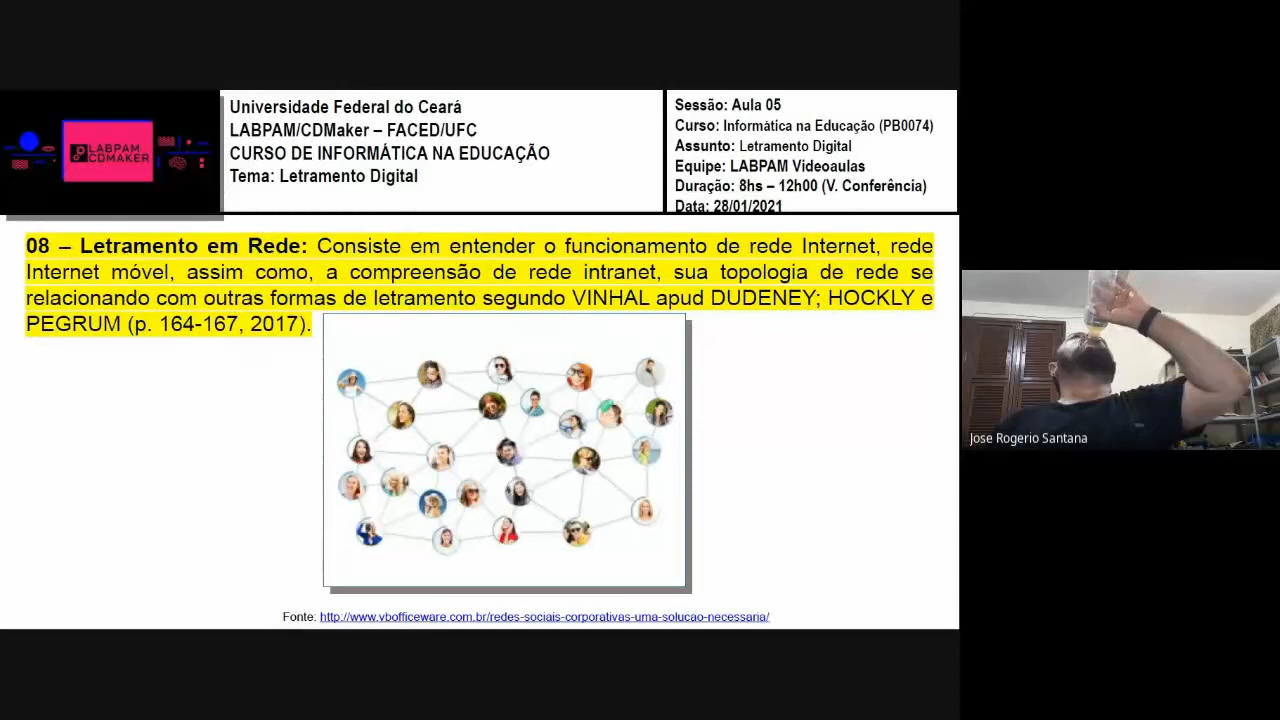 LABPAM
CDMAKER
Universidade Federal do Ceará
LABPAM/CDMaker – FACED/UFC
CURSO DE INFORMÁTICA NA EDUCAÇÃO
Tema: Letramento Digital
Sessão: Aula 05
Curso: Informática na Educação (PB0074)
Assunto: Letramento Digital
Equipe: LABPAM Videoaulas
Duração: 8hs – 12h00 (V. Conferência)
Data: 28/01/2021
08 – Letramento em Rede: Consiste em entender o funcionamento de rede Internet, rede
Internet móvel, assim como, a compreensão de rede intranet, sua topologia de rede se
relacionando com outras formas de letramento segundo VINHAL apud DUDENEY; HOCKLY e
PEGRUM (p. 164-167, 2017).
Fonte: http://www.vbofficeware.com.br/redes-sociais-corporativas-uma-solucao-necessaria/
Jose Rogerio Santana